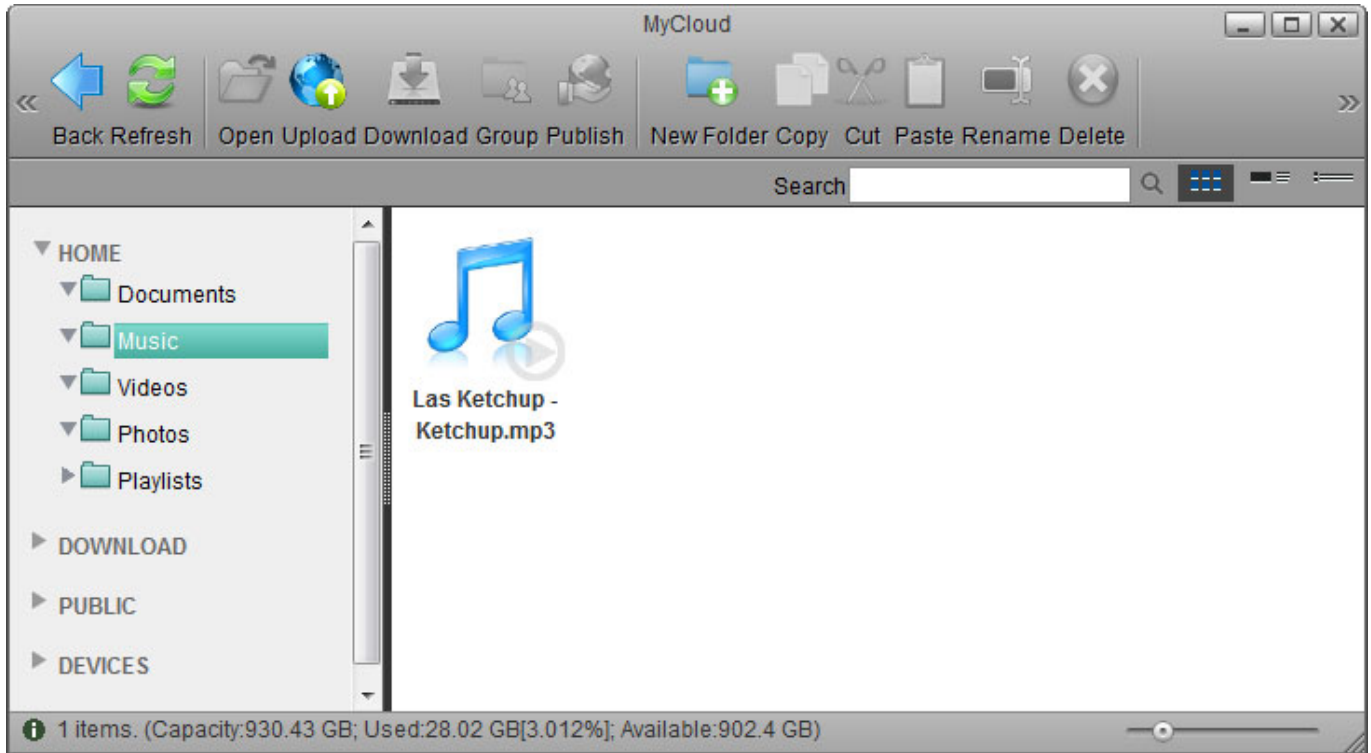 MyCloud
Back Refresh Open Upload Download Group Publish New Folder Copy Cut Paste Rename Delete
Search
HOME
Documents
Music
Videos
Photos
Playlists
DOWNLOAD
PUBLIC
DEVICES
Las Ketchup -
Ketchup.mp3
1 items. (Capacity:930.43 GB; Used:28.02 GB[3.012%]; Available:902.4 GB)